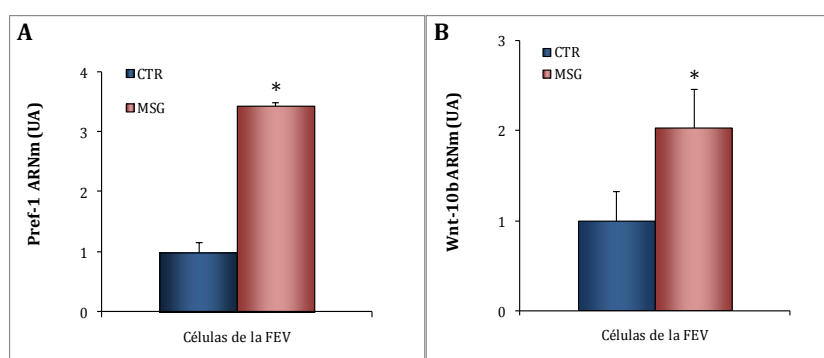 A
Pref-1 ARNm (UA)
4
3
2
1
0
CTR
MSG
*
Células de la FEV
B
Wnt-10b ARNm (UA)
3
2
1
0
CTR
MSG
*
Células de la FEV